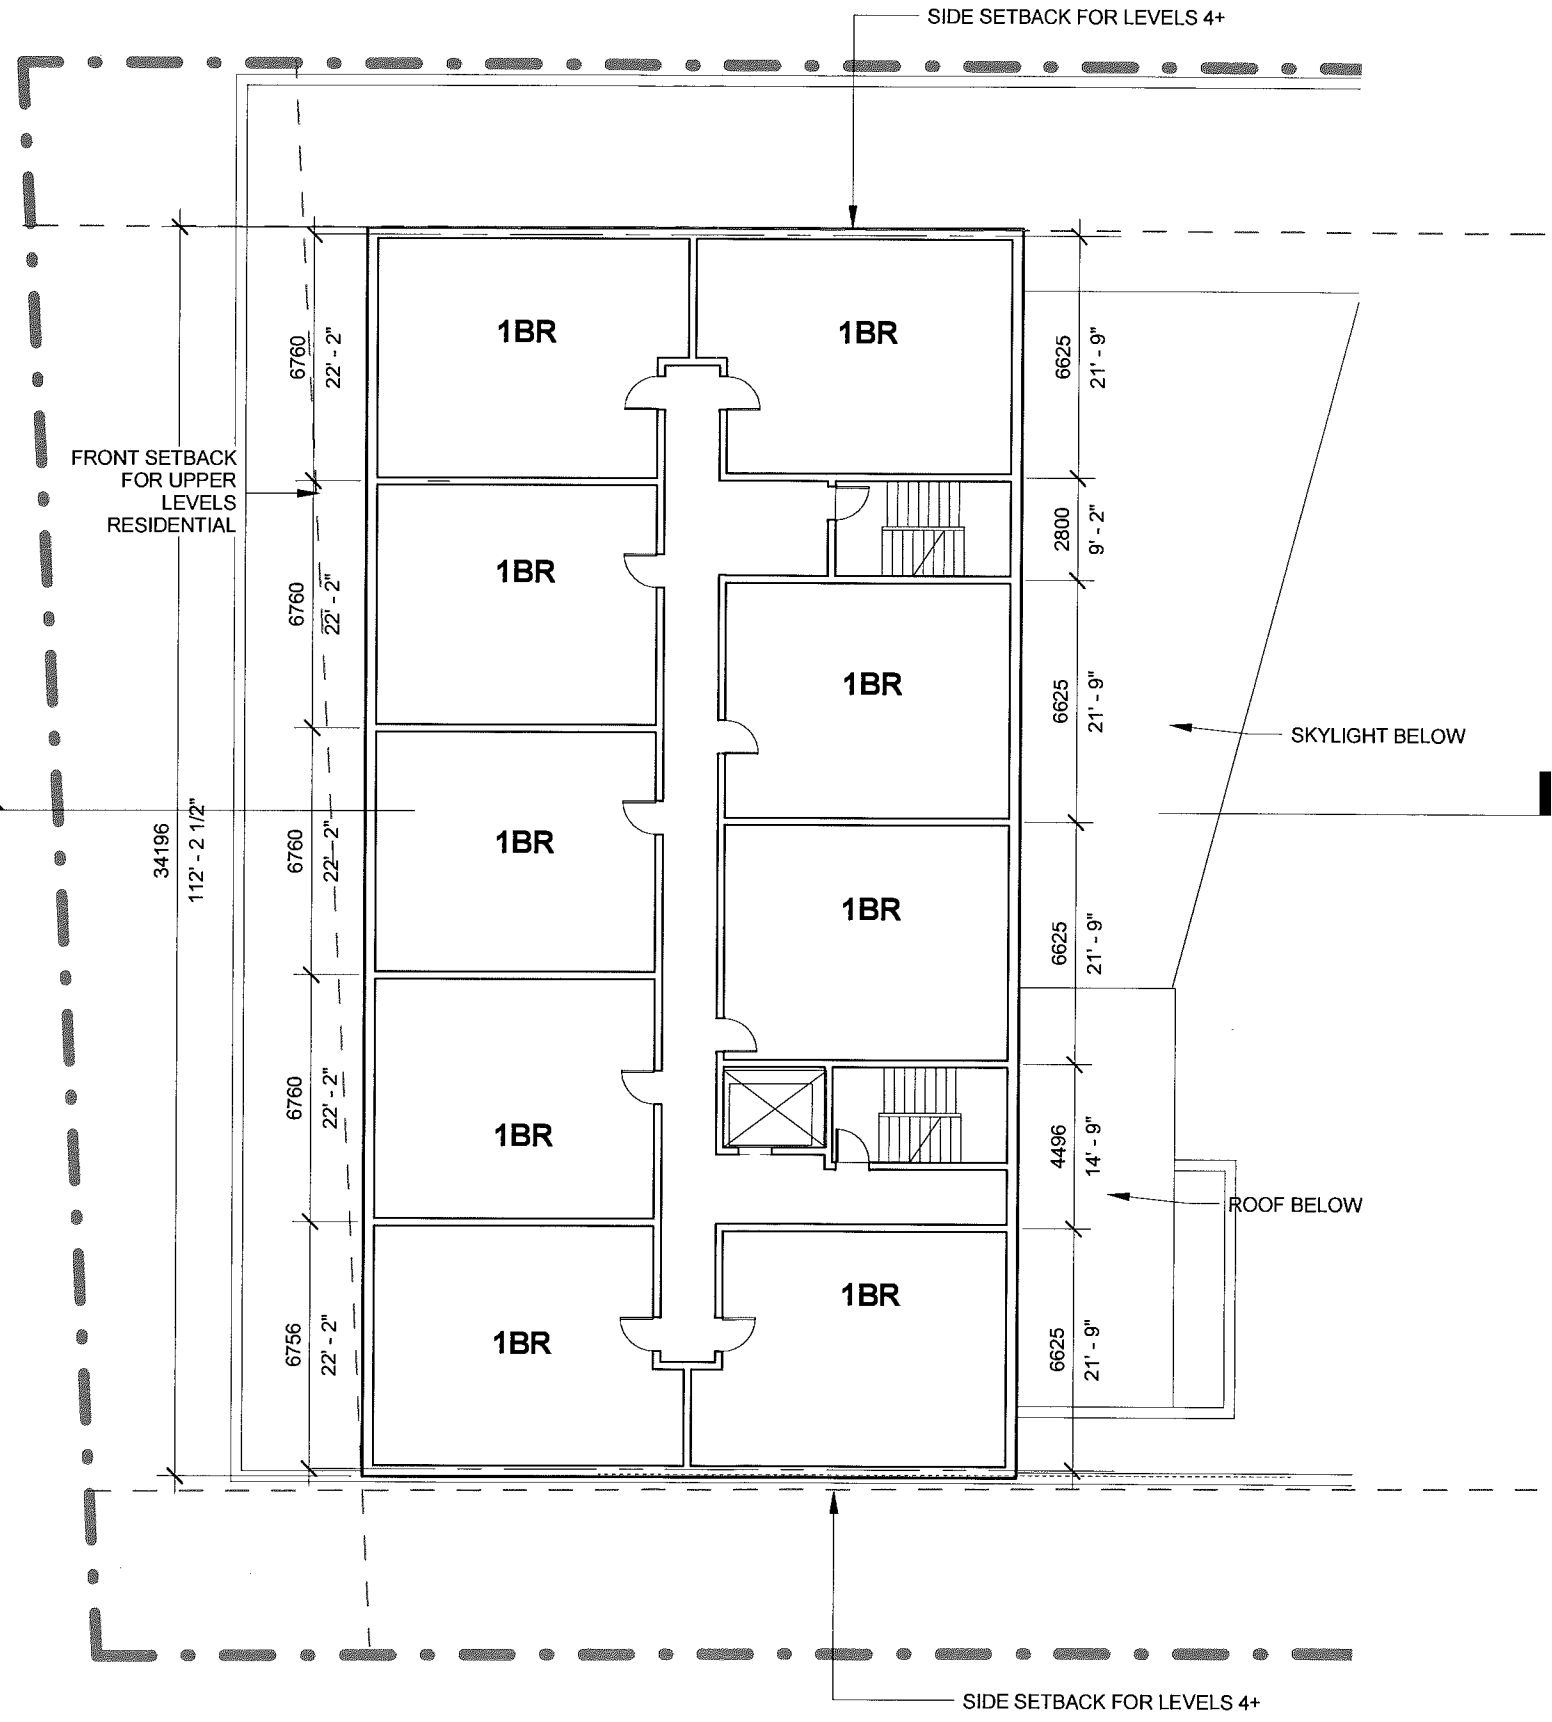 SIDE SETBACK FOR LEVELS 4+
1BR
1BR
6760
22' - 2"
6625
21' - 9"
FRONT SETBACK
FOR UPPER
LEVELS
RESIDENTIAL
2800
9' - 2"
1BR
6760
22' - 2"
1BR
6625
21' - 9"
SKYLIGHT BELOW
34196
112' - 2 1/2"
6760
22' - 2"
1BR
1BR
6625
21' - 9"
6760
22' - 2"
1BR
4496
14' - 9"
ROOF BELOW
6756
22' - 2"
1BR
1BR
6625
21' - 9"
SIDE SETBACK FOR LEVELS 4+